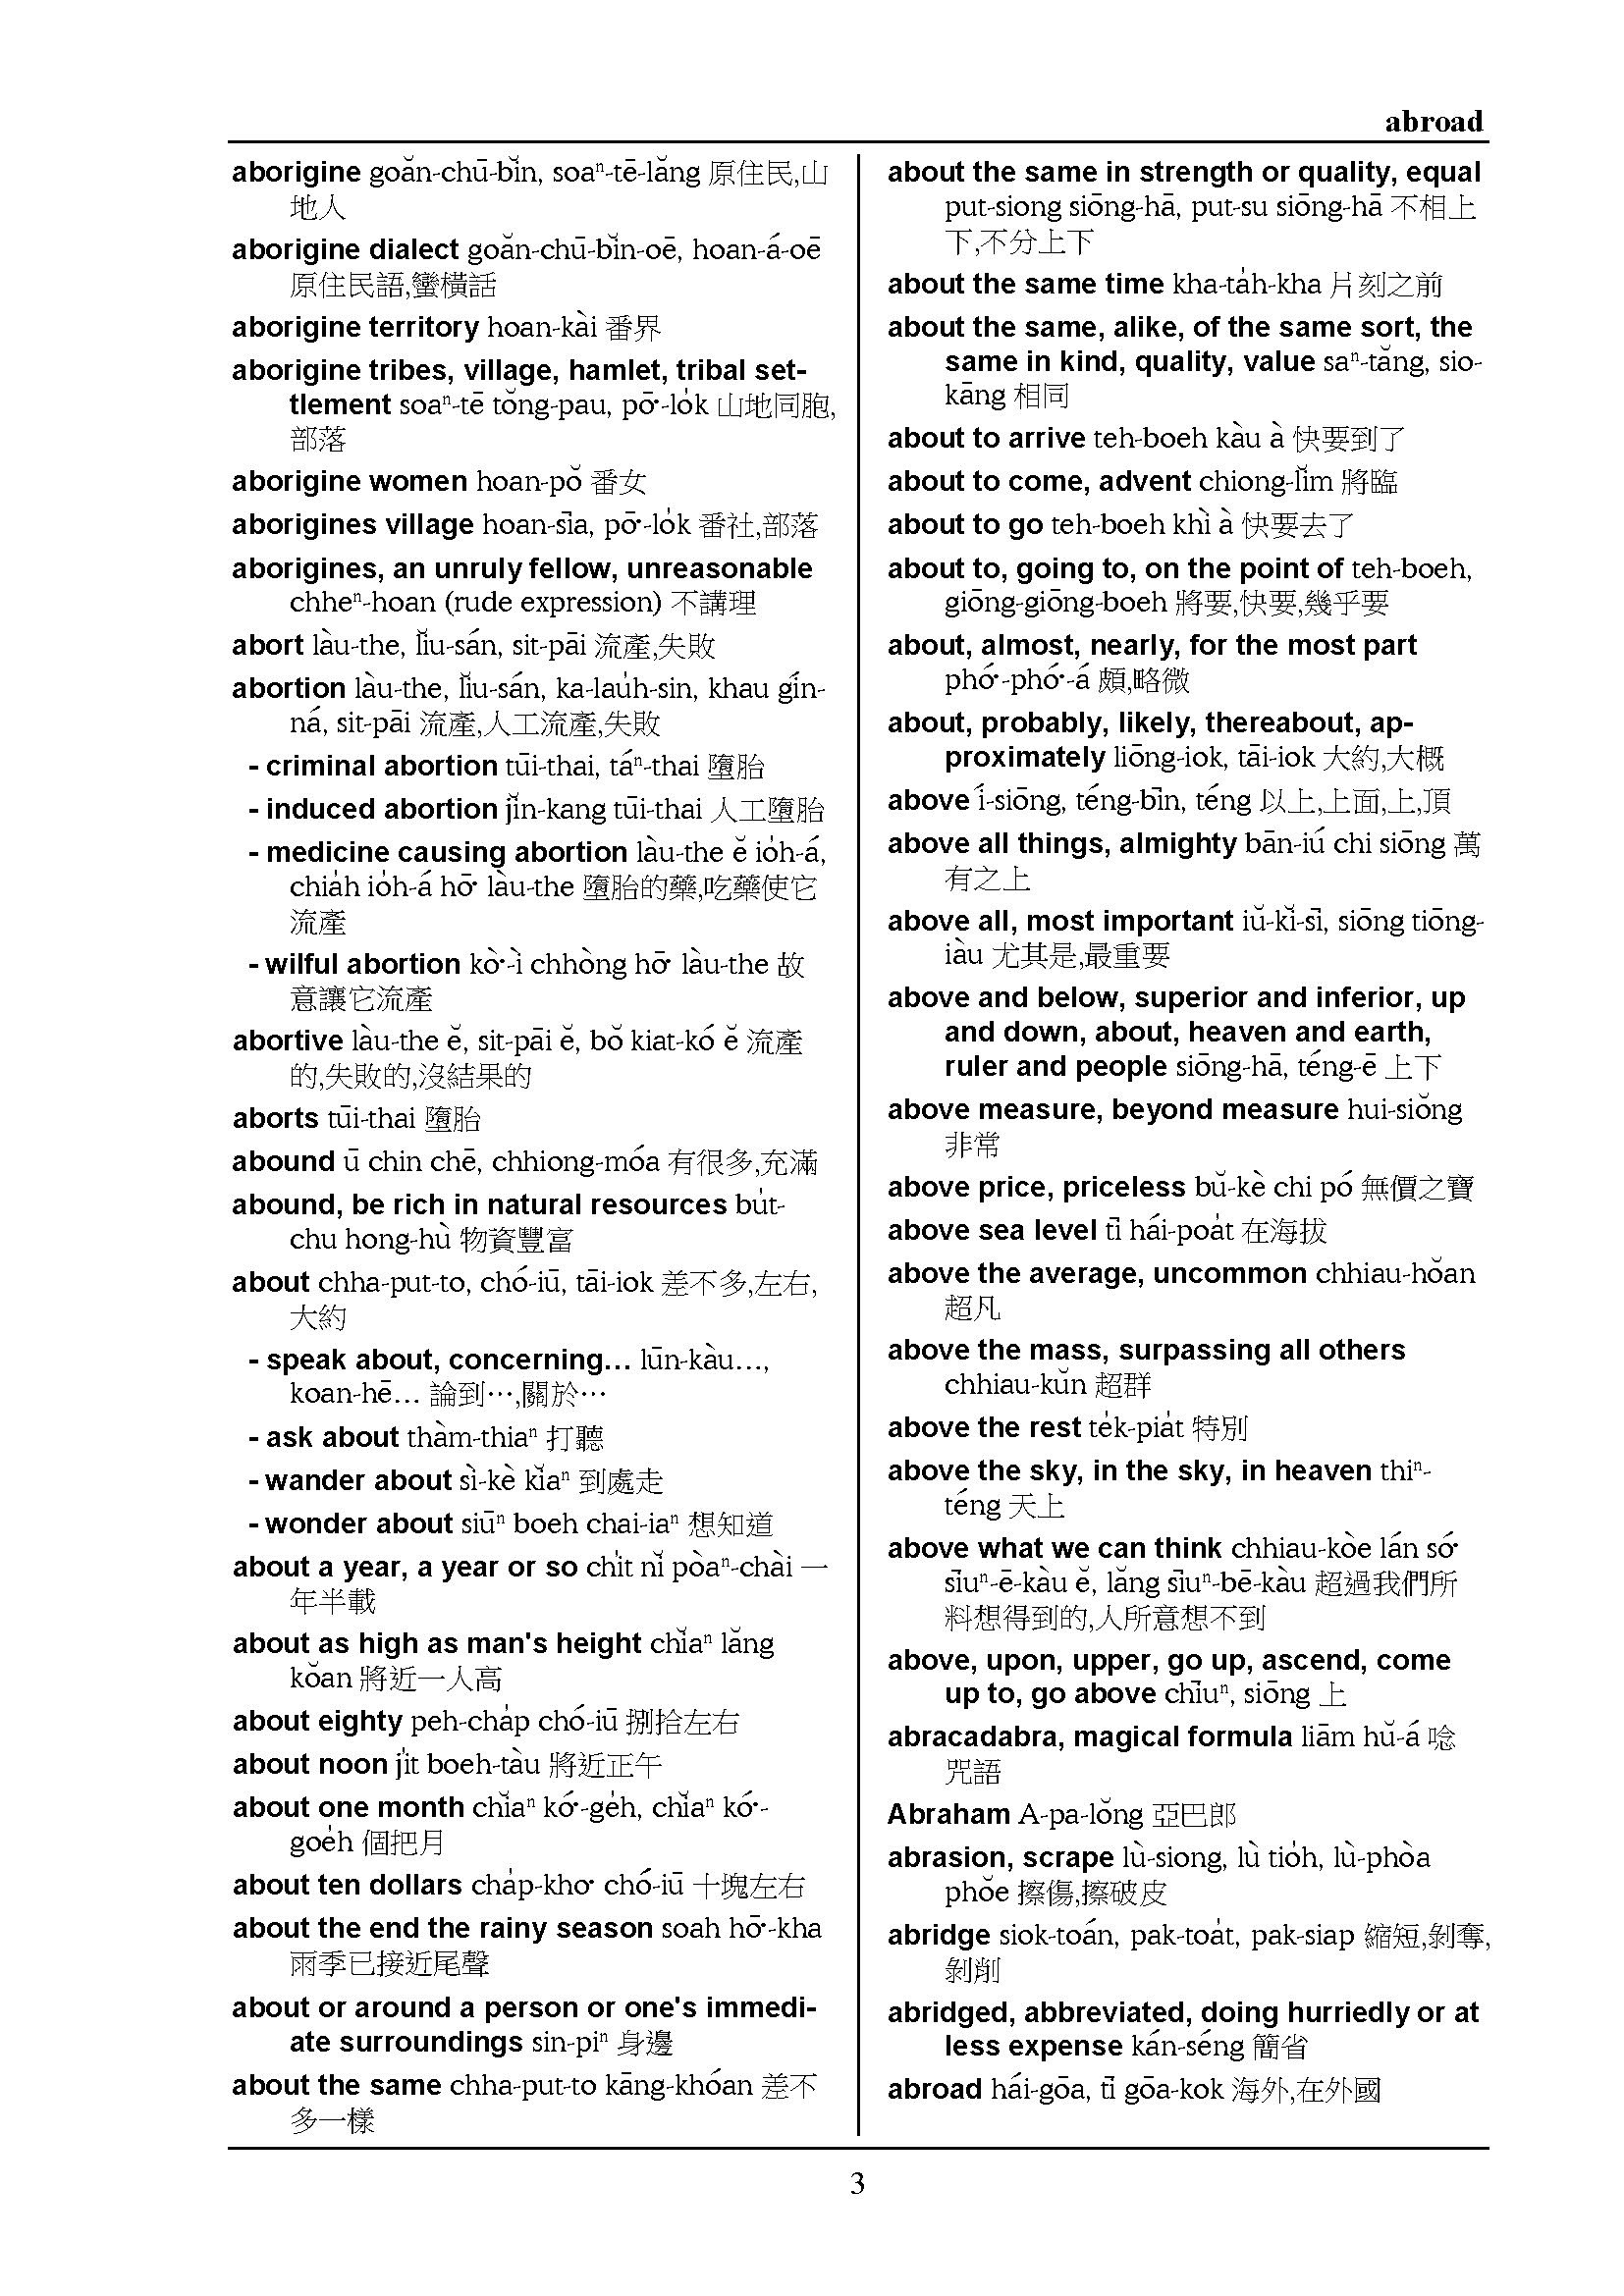 abroad
aborigine goăn-chū-bĭn, soaⁿ-tē-lăng 原住民,山
地人
aborigine dialect goăn-chū-bĭn-oē, hoan-á-oē
原住民語,蠻橫話
aborigine territory hoan-kài 番界
aborigine tribes, village, hamlet, tribal set-
tlement soaⁿ-tē tŏng-pau, pō͘-lo̍k 山地同胞,
部落
aborigine women hoan-pŏ 番女
aborigines village hoan-sīa, pō͘-lo̍k 番社,部落
aborigines, an unruly fellow, unreasonable
chheⁿ-hoan (rude expression) 不講理
abort làu-the, lĭu-sán, sit-pāi 流產,失敗
abortion làu-the, lĭu-sán, ka-lau̍h-sin, khau gín-
ná, sit-pāi 流產,人工流產,失敗
- criminal abortion tūi-thai, táⁿ-thai 墮胎
- induced abortion jĭn-kang tūi-thai 人工墮胎
- medicine causing abortion làu-the ĕ io̍h-á,
chia̍h io̍h-á hō͘ làu-the 墮胎的藥,吃藥使它
流產
- wilful abortion kò͘-ì chhòng hō͘ làu-the 故
意讓它流產
abortive làu-the ĕ, sit-pāi ĕ, bŏ kiat-kó ĕ 流產
的,失敗的,沒結果的
aborts tūi-thai 墮胎
abound ū chin chē, chhiong-móa 有很多,充滿
abound, be rich in natural resources bu̍t-
chu hong-hù 物資豐富
about chha-put-to, chó-iū, tāi-iok 差不多,左右,
大約
- speak about, concerning… lūn-kàu…,
koan-hē… 論到…,關於…
- ask about thàm-thiaⁿ 打聽
- wander about sì-kè kĭaⁿ 到處走
- wonder about siūⁿ boeh chai-iaⁿ 想知道
about a year, a year or so chi̍t nĭ pòaⁿ-chài 一
年半載
about as high as man's height chĭaⁿ lăng
kŏan 將近一人高
about eighty peh-cha̍p chó-iū 捌拾左右
about noon ji̍t boeh-tàu 將近正午
about one month chĭaⁿ kó͘-ge̍h, chĭaⁿ kó͘-
goe̍h 個把月
about ten dollars cha̍p-kho͘ chó-iū 十塊左右
about the end the rainy season soah hō͘-kha
雨季已接近尾聲
about or around a person or one's immedi-
ate surroundings sin-piⁿ 身邊
about the same chha-put-to kāng-khóan 差不
多一樣
about the same in strength or quality, equal
put-siong siōng-hā, put-su siōng-hā 不相上
下,不分上下
about the same time kha-ta̍h-kha 片刻之前
about the same, alike, of the same sort, the
same in kind, quality, value saⁿ-tăng, sio-
kāng 相同
about to arrive teh-boeh kàu à 快要到了
about to come, advent chiong-lĭm 將臨
about to go teh-boeh khì à 快要去了
about to, going to, on the point of teh-boeh,
giōng-giōng-boeh 將要,快要,幾乎要
about, almost, nearly, for the most part
phó͘-phó͘-á 頗,略微
about, probably, likely, thereabout, ap-
proximately liōng-iok, tāi-iok 大約,大概
above í-siōng, téng-bīn, téng 以上,上面,上,頂
above all things, almighty bān-iú chi siōng 萬
有之上
above all, most important iŭ-kĭ-sī, siōng tiōng-
iàu 尤其是,最重要
above and below, superior and inferior, up
and down, about, heaven and earth,
ruler and people siōng-hā, téng-ē 上下
above measure, beyond measure hui-siŏng
非常
above price, priceless bŭ-kè chi pó 無價之寶
above sea level tī hái-poa̍t 在海拔
above the average, uncommon chhiau-hŏan
超凡
above the mass, surpassing all others
chhiau-kŭn 超群
above the rest te̍k-pia̍t 特別
above the sky, in the sky, in heaven thiⁿ-
téng 天上
above what we can think chhiau-kòe lán só͘
sīuⁿ-ē-kàu ĕ, lăng sīuⁿ-bē-kàu 超過我們所
料想得到的,人所意想不到
above, upon, upper, go up, ascend, come
up to, go above chīuⁿ, siōng 上
abracadabra, magical formula liām hŭ-á 唸
咒語
Abraham A-pa-lŏng 亞巴郎
abrasion, scrape lù-siong, lù tio̍h, lù-phòa
phŏe 擦傷,擦破皮
abridge siok-toán, pak-toa̍t, pak-siap 縮短,剝奪,
剝削
abridged, abbreviated, doing hurriedly or at
less expense kán-séng 簡省
abroad hái-gōa, tī gōa-kok 海外,在外國
3